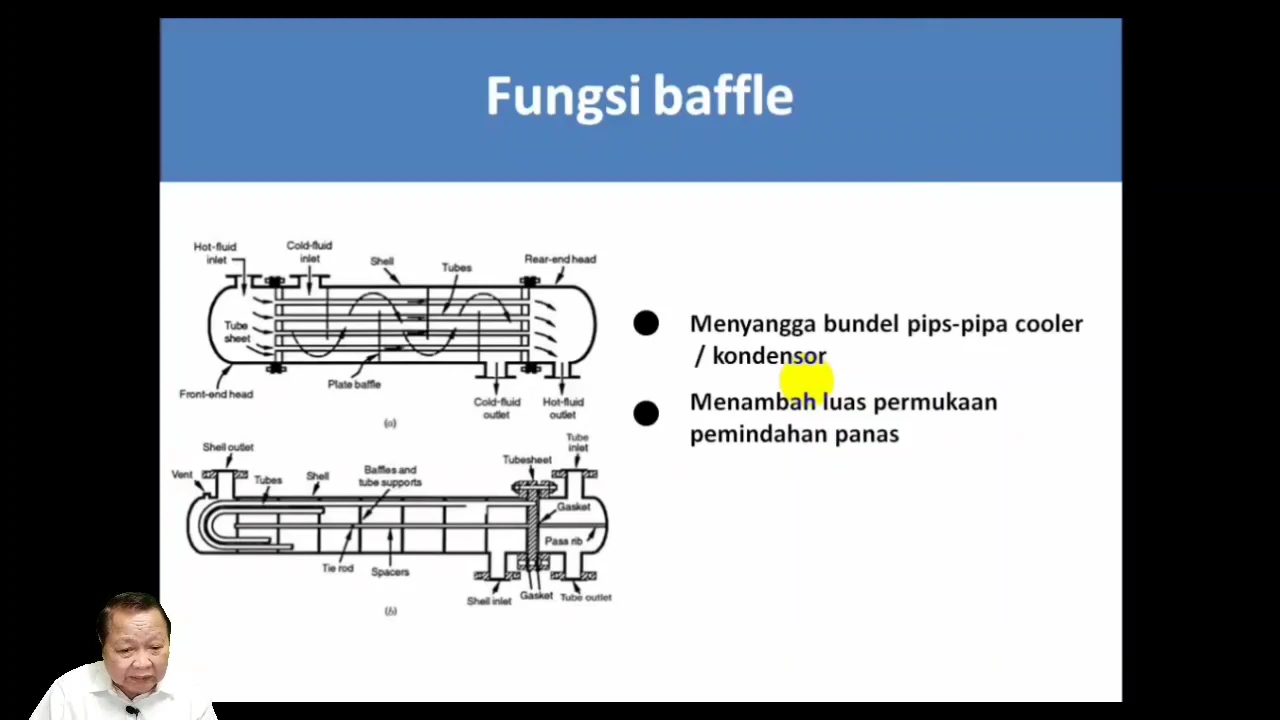 Fungsi baffle
Hot-fluid
inlet
Cold-fluid
inlet
Shell
Tubes
Rear-end head
Tube
sheet
Front-end head
Plate baffle
Cold-fluid
outlet
Hot-fluid
outlet
(a)
Shell outlet
Vent
Tubes
Shell
Baffles and
tube supports
Tubesheet
Tube
inlet
Gasket
Pass rib
Tie rod
Spacers
Shell inlet
Gasket
Tube outlet
(b)
Menyangga bundel pips-pipa cooler
/ kondensor
Menambah luas permukaan
pemindahan panas